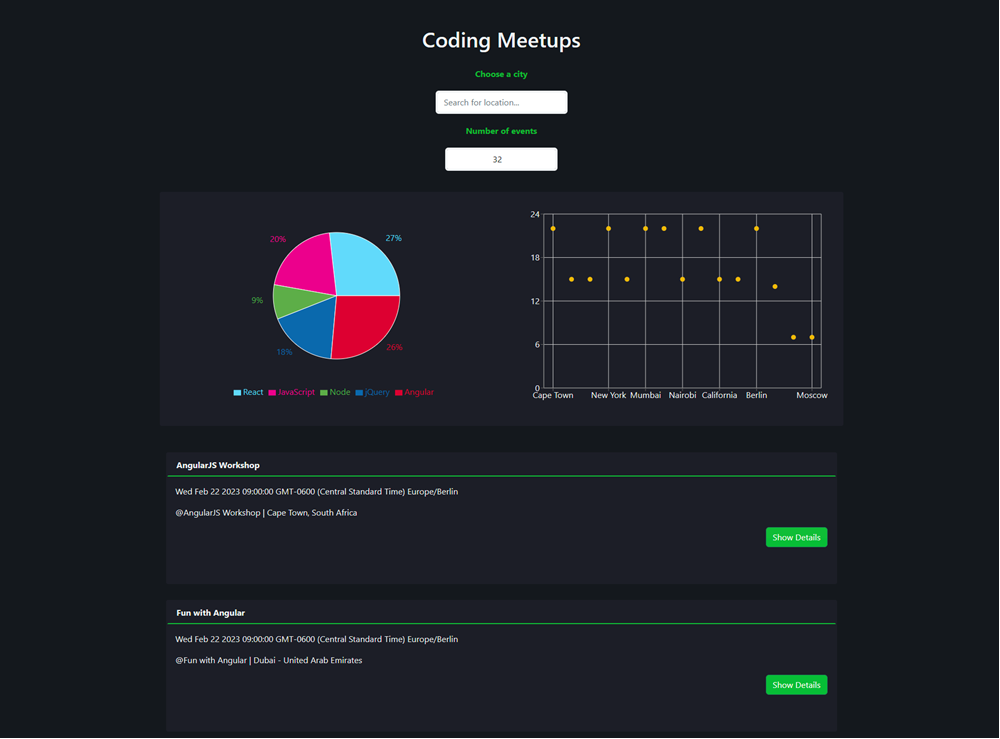 Coding Meetups
Choose a city
Search for location...
Number of events
32
20%
27%
9%
18%
26%
React JavaScript Node jQuery Angular
24
18
12
6
0
Cape Town New York Mumbai Nairobi California Berlin Moscow
AngularJS Workshop
Wed Feb 22 2023 09:00:00 GMT-0600 (Central Standard Time) Europe/Berlin
@AngularJS Workshop | Cape Town, South Africa
Show Details
Fun with Angular
Wed Feb 22 2023 09:00:00 GMT-0600 (Central Standard Time) Europe/Berlin
@Fun with Angular | Dubai - United Arab Emirates
Show Details